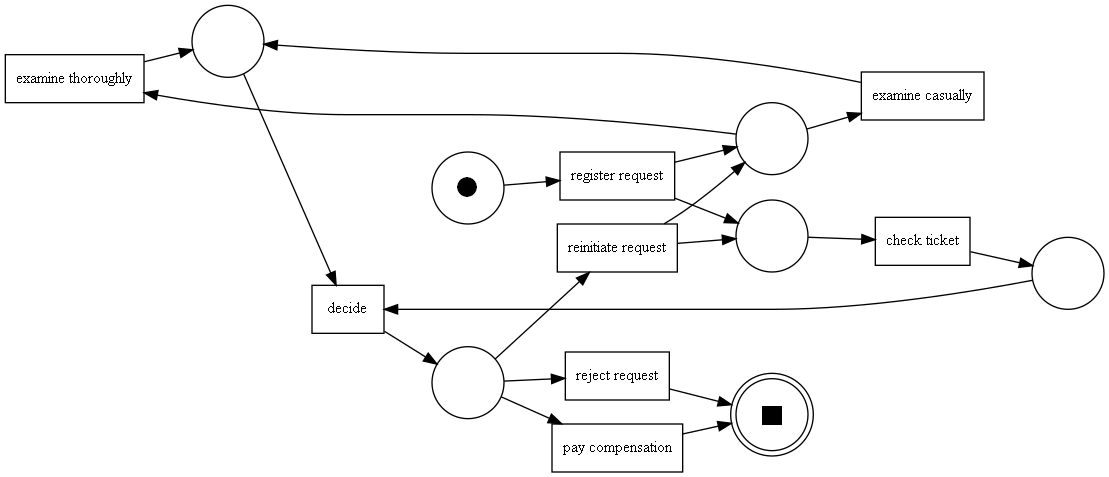 examine thoroughly
examine casually
register request
reinitiate request
check ticket
decide
reject request
pay compensation